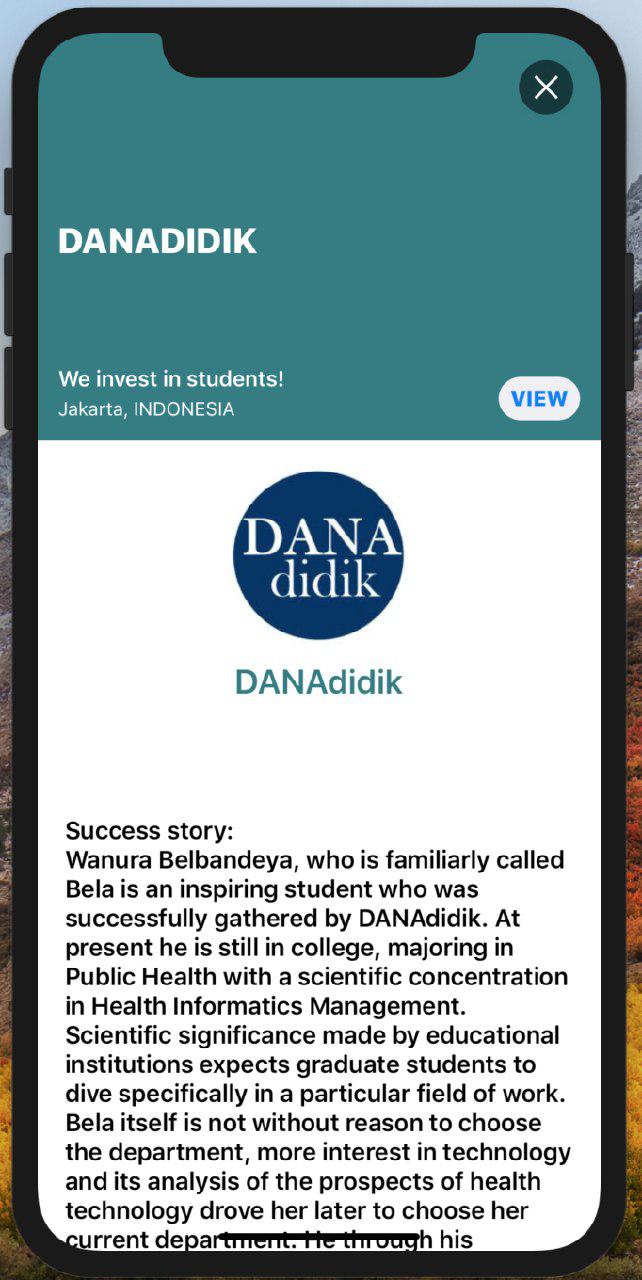 DANADIDIK
We invest in students!
Jakarta, INDONESIA
VIEW
DANA
didik
DANAdidik
Success story:
Wanura Belbandeya, who is familiarly called
Bela is an inspiring student who was
successfully gathered by DANAdidik. At
present he is still in college, majoring in
Public Health with a scientific concentration
in Health Informatics Management.
Scientific significance made by educational
institutions expects graduate students to
dive specifically in a particular field of work.
Bela itself is not without reason to choose
the department, more interest in technology
and its analysis of the prospects of health
technology drove her later to choose her
current department. He through his